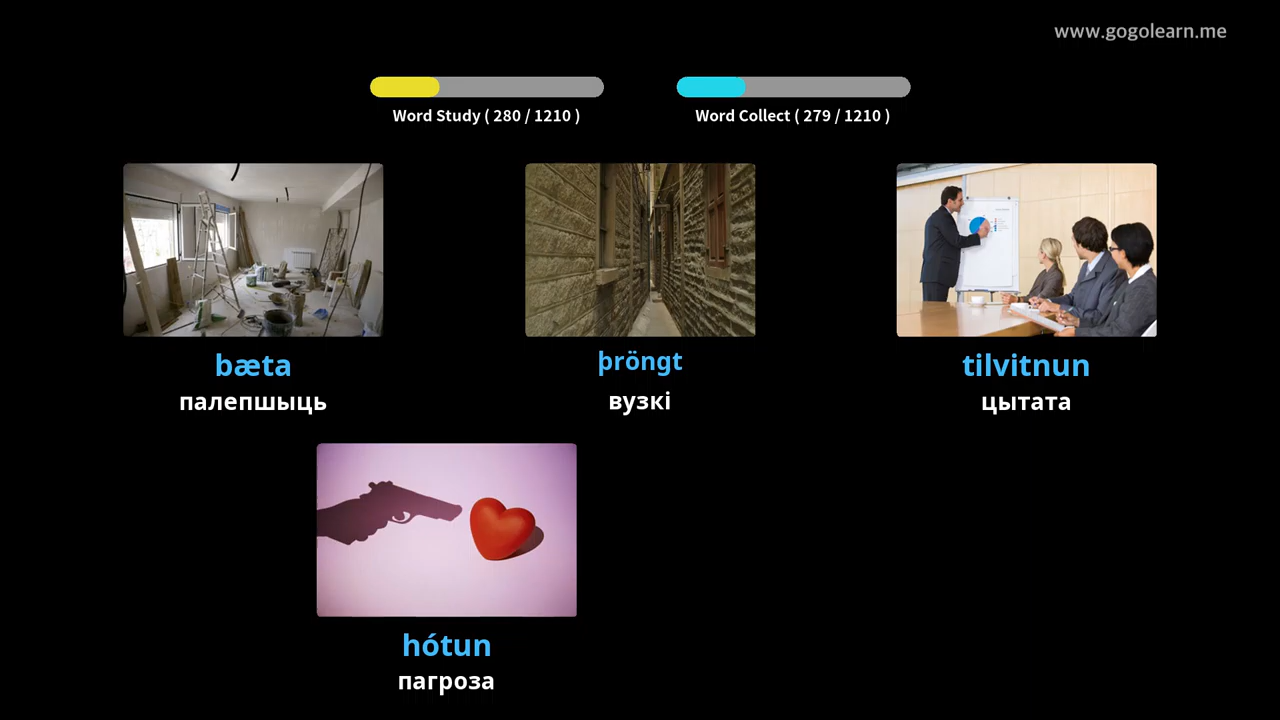 www.gogolearn.me
Word Study ( 280 / 1210 )
Word Collect ( 279 / 1210 )
bæta
палепшыць
þröngt
вузкі
tilvitnun
цытата
hótun
пагроза